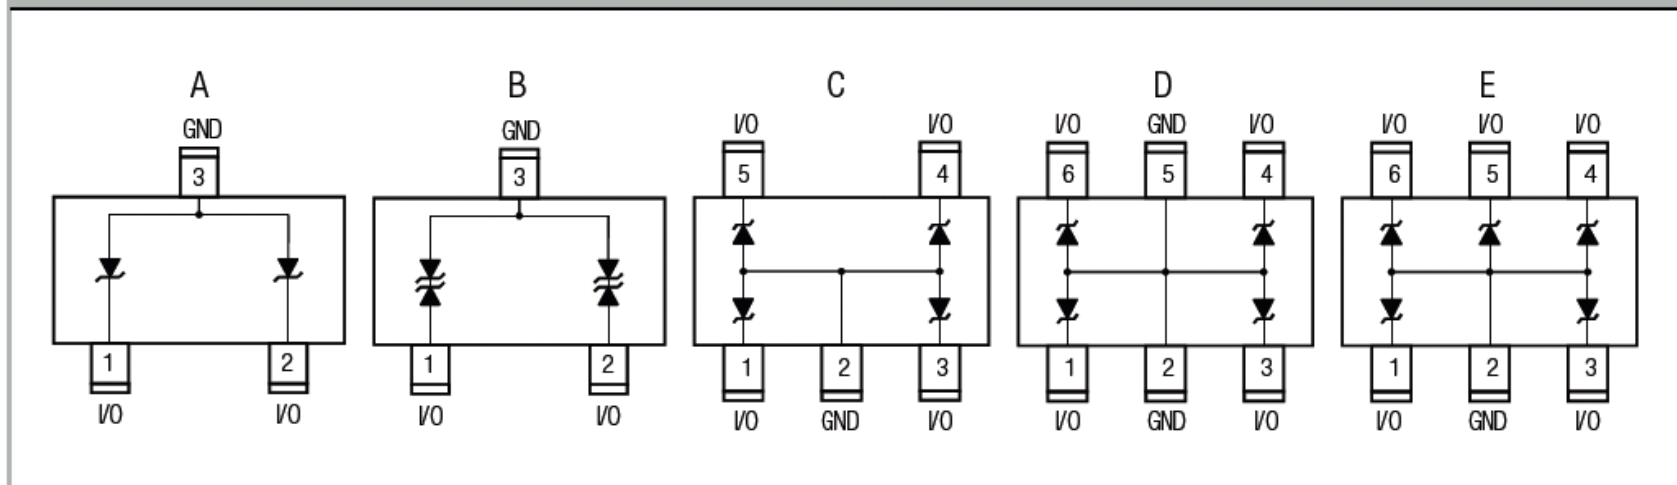 A B C D E
GND GND I/O I/O I/O GND I/O I/O I/O I/O
3 3 5 4 6 5 4 6 5 4
1 2 1 2 1 2 3 1 2 3 1 2 3
I/O I/O I/O I/O I/O GND I/O I/O GND I/O I/O GND I/O